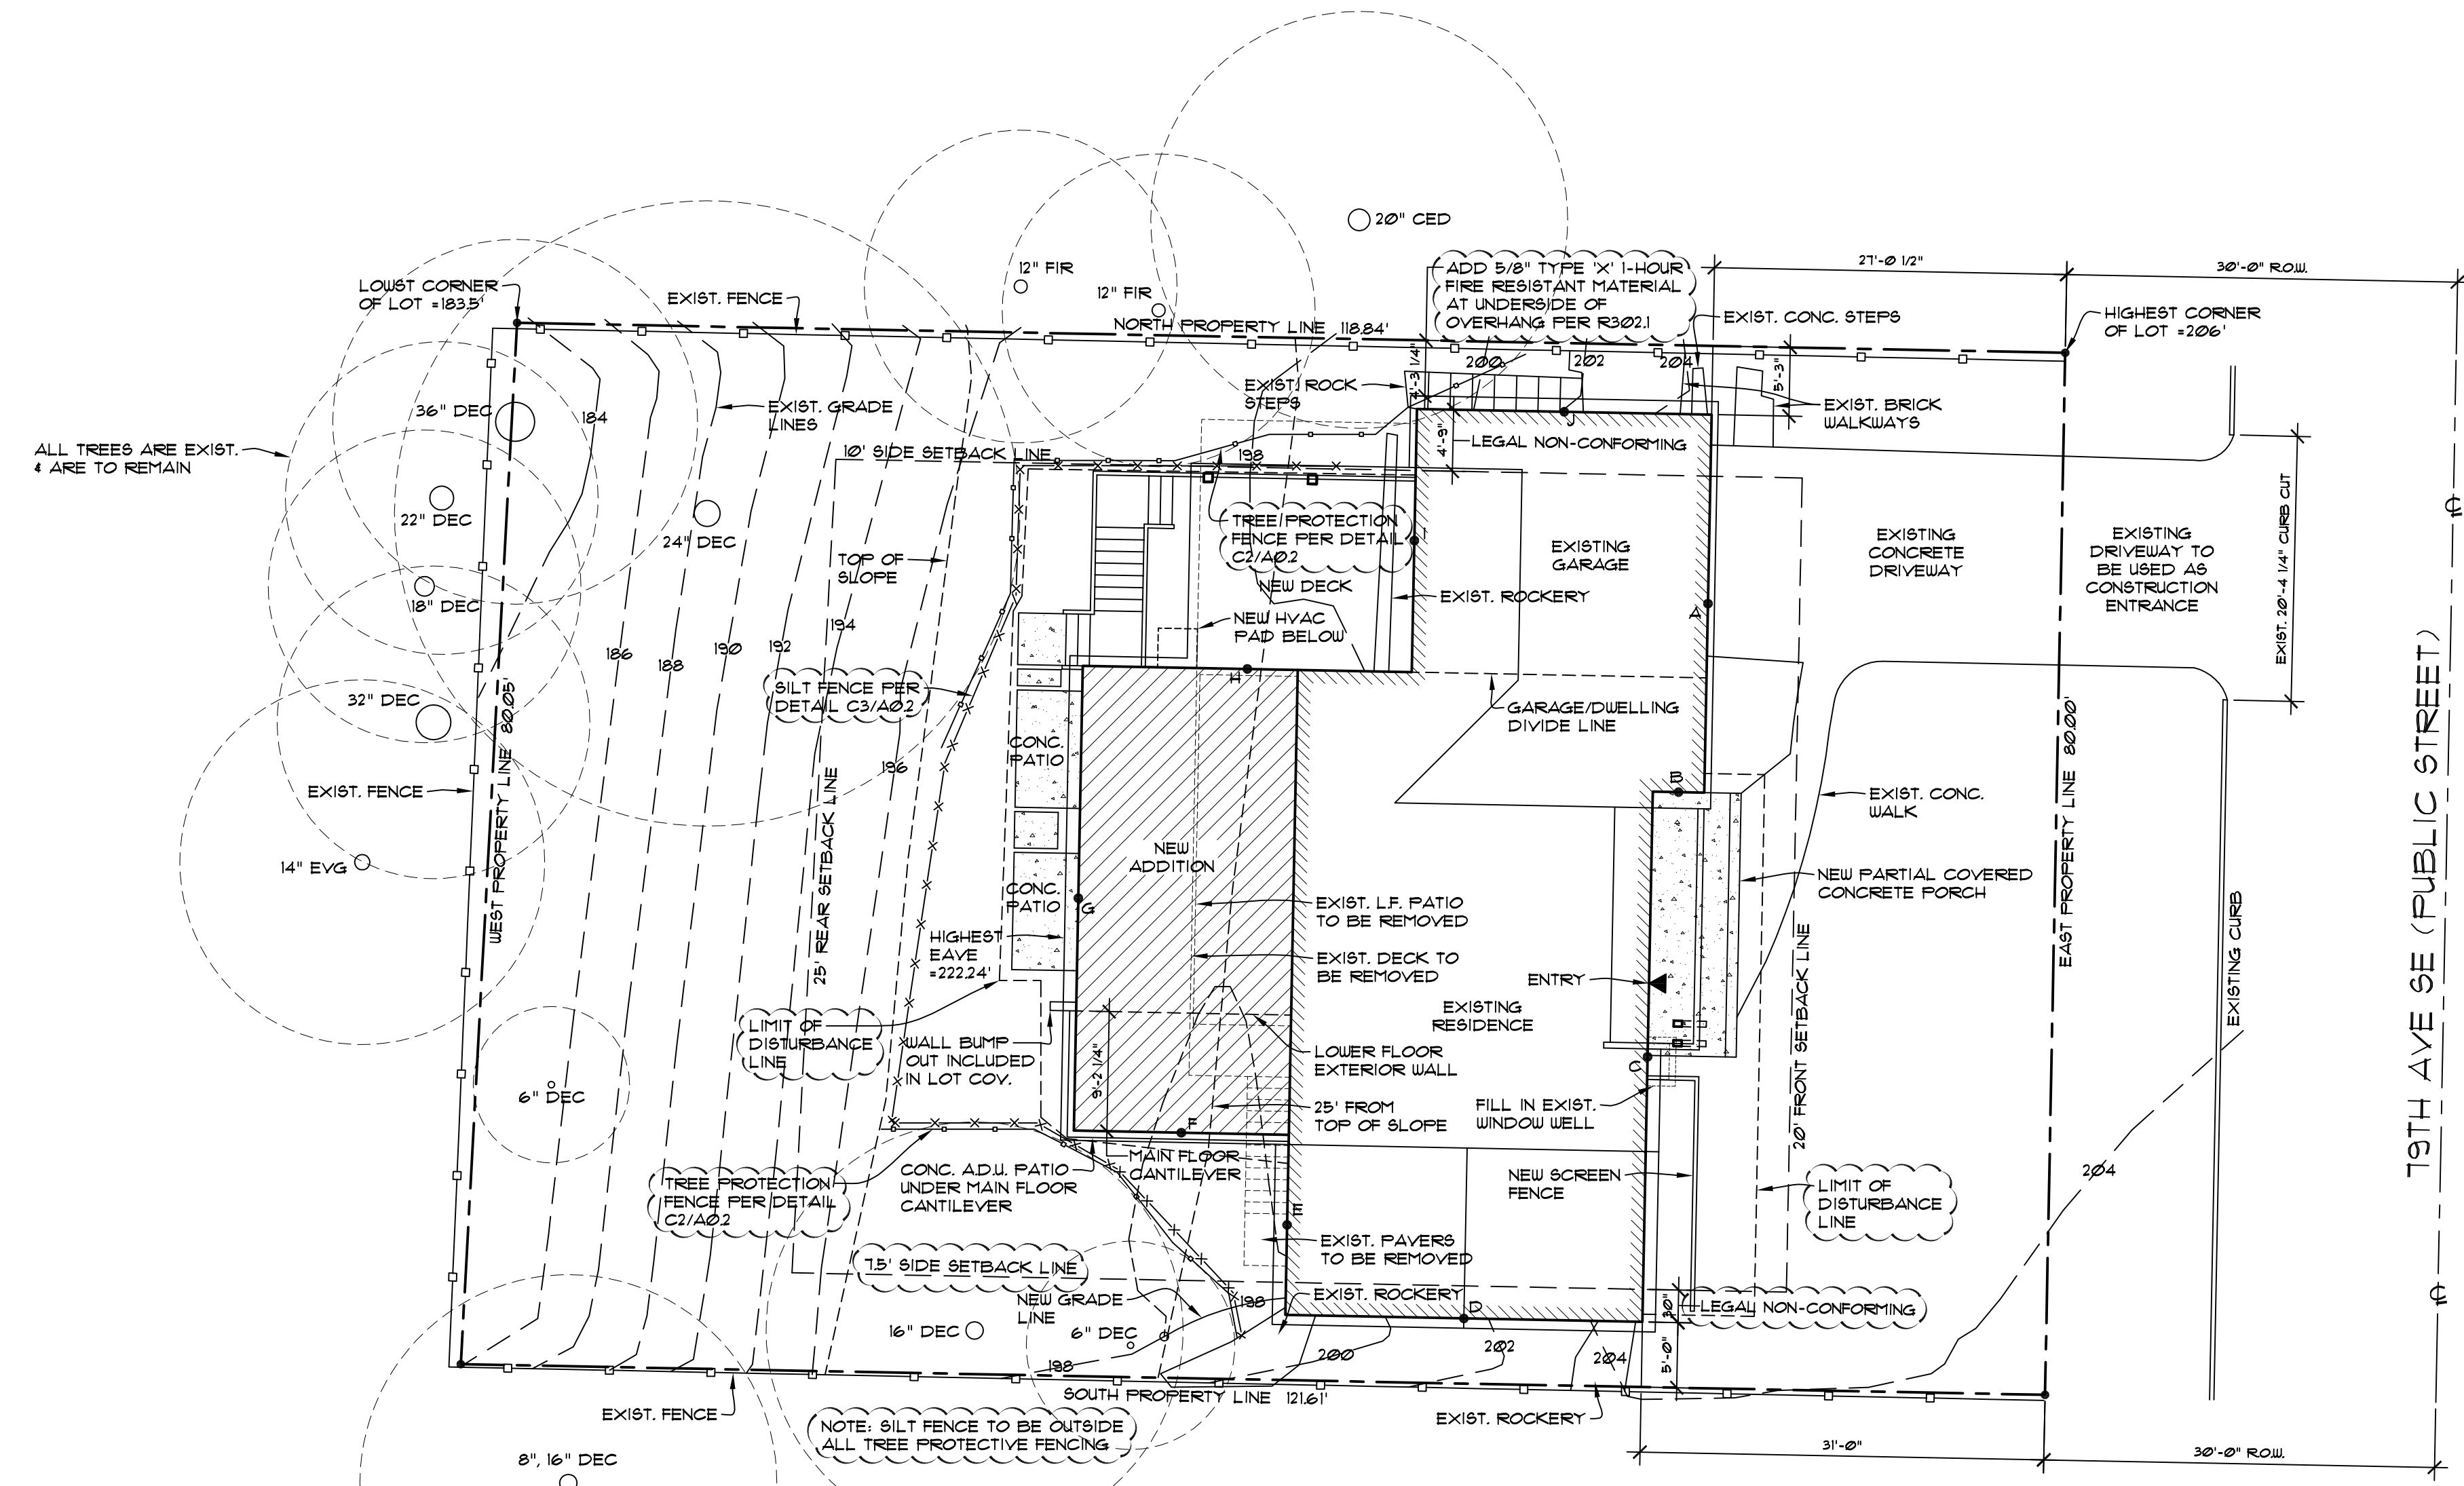 20" CED
12" FIR
12" FIR
LOWST CORNER
OF LOT =183.5'
EXIST. FENCE
NORTH PROPERTY LINE 118.84'
ADD 5/8" TYPE 'X' 1-HOUR
FIRE RESISTANT MATERIAL
AT UNDERSIDE OF
OVERHANG PER R302.1
27'-0 1/2"
30'-0" R.O.W.
EXIST. CONC. STEPS
HIGHEST CORNER
OF LOT =206'
200
202
204
4'-3 1/4"
5'-3"
EXIST. ROCK
STEPS
EXIST. BRICK
WALKWAYS
36" DEC
184
EXIST. GRADE
LINES
ALL TREES ARE EXIST.
& ARE TO REMAIN
10' SIDE SETBACK LINE
198
4'-9"
LEGAL NON-CONFORMING
J
22" DEC
24" DEC
18" DEC
TOP OF
SLOPE
TREE PROTECTION
FENCE PER DETAIL
C2/A0.2
I
NEW DECK
EXIST. ROCKERY
NEW HVAC
PAD BELOW
EXISTING
GARAGE
A
EXISTING
CONCRETE
DRIVEWAY
EXISTING
DRIVEWAY TO
BE USED AS
CONSTRUCTION
ENTRANCE
EXIST. 20'-4 1/4" CURB CUT
186
188
190
192
194
196
SILT FENCE PER
DETAIL C3/A0.2
H
32" DEC
GARAGE/DWELLING
DIVIDE LINE
CONC.
PATIO
B
EXIST. FENCE
WEST PROPERTY LINE 80.05'
25' REAR SETBACK LINE
EAST PROPERTY LINE 80.00'
EXIST. CONC.
WALK
14" EVG
NEW
ADDITION
NEW PARTIAL COVERED
CONCRETE PORCH
CONC.
PATIO
G
EXIST. L.F. PATIO
TO BE REMOVED
HIGHEST
EAVE
=222.24'
EXIST. DECK TO
BE REMOVED
ENTRY
EXISTING
RESIDENCE
20' FRONT SETBACK LINE
EXISTING CURB
79TH AVE SE (PUBLIC STREET)
LIMIT OF
DISTURBANCE
LINE
WALL BUMP
OUT INCLUDED
IN LOT COV.
9'-2 1/4"
LOWER FLOOR
EXTERIOR WALL
C
6" DEC
25' FROM
TOP OF SLOPE
FILL IN EXIST.
WINDOW WELL
F
MAIN FLOOR
CANTILEVER
CONC. A.D.U. PATIO
UNDER MAIN FLOOR
CANTILEVER
TREE PROTECTION
FENCE PER DETAIL
C2/A0.2
NEW SCREEN
FENCE
204
LIMIT OF
DISTURBANCE
LINE
E
EXIST. PAVERS
TO BE REMOVED
7.5' SIDE SETBACK LINE
NEW GRADE
LINE
198
EXIST. ROCKERY
D
30"
LEGAL NON-CONFORMING
16" DEC
6" DEC
198
200
202
204
5'-0"
SOUTH PROPERTY LINE 121.61'
EXIST. FENCE
NOTE: SILT FENCE TO BE OUTSIDE
ALL TREE PROTECTIVE FENCING
EXIST. ROCKERY
31'-0"
30'-0" R.O.W.
8", 16" DEC